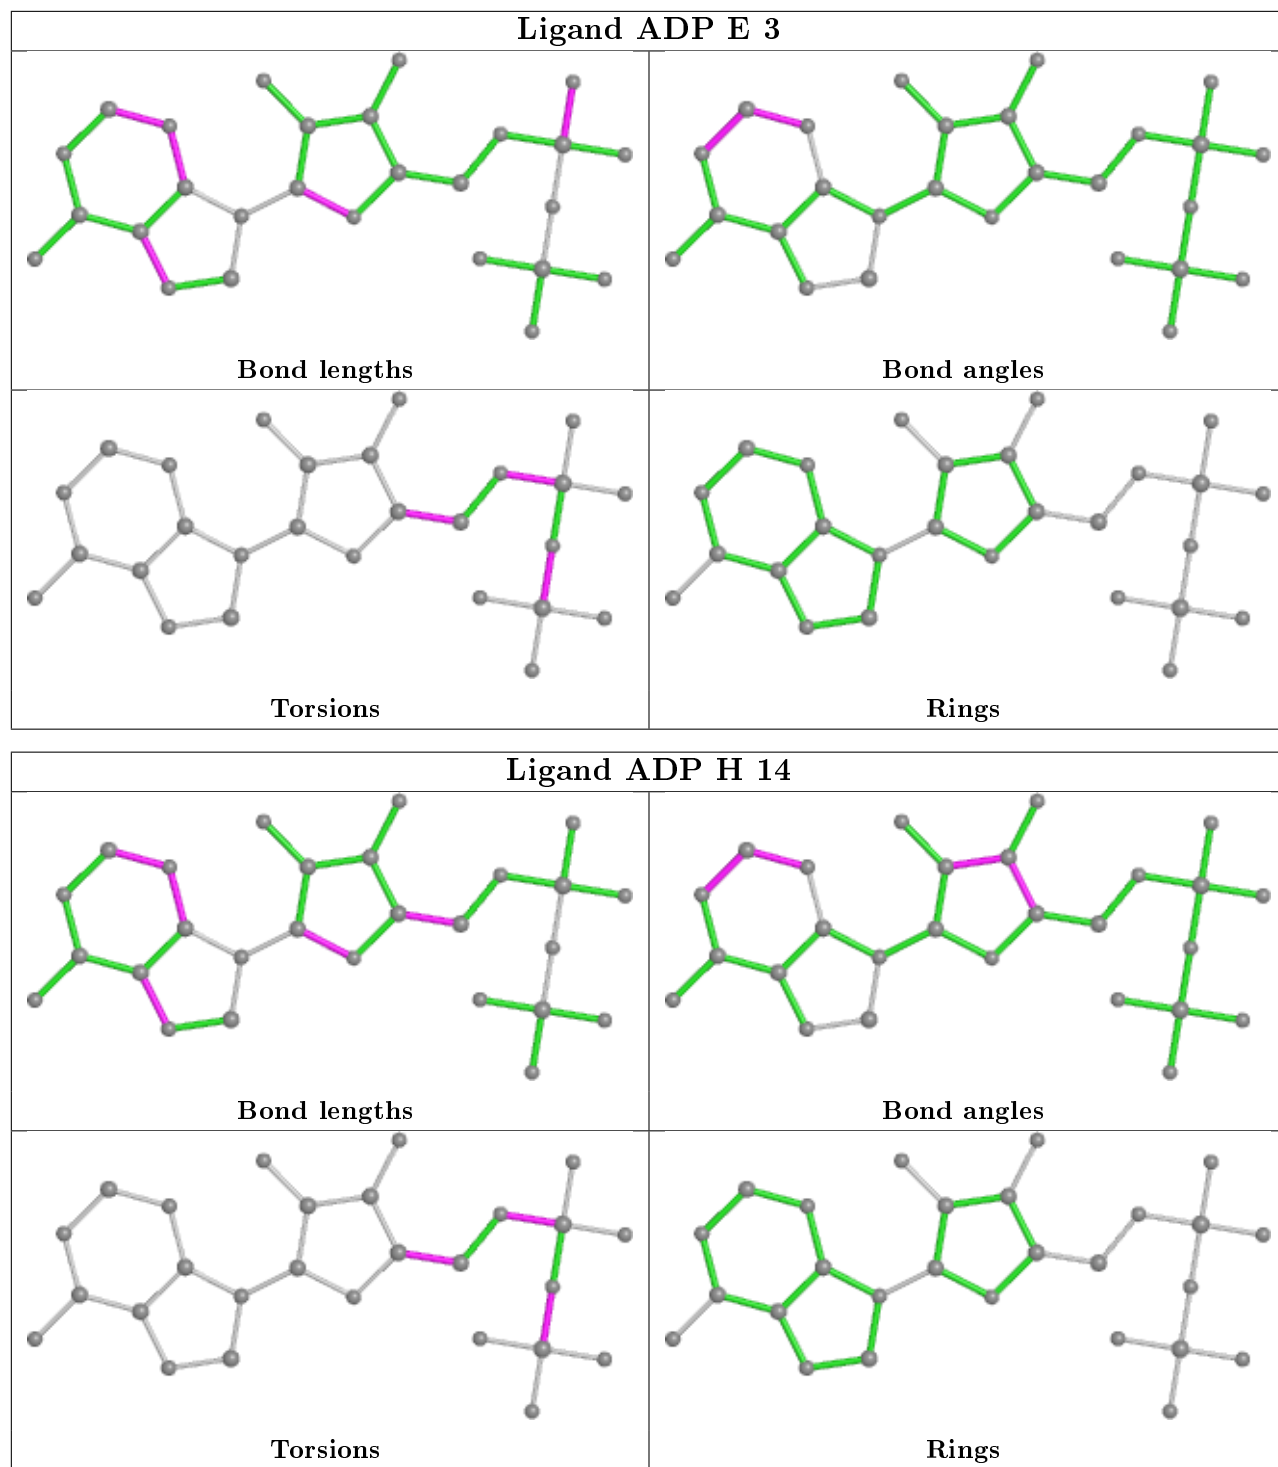 Ligand ADP E 3
Bond lengths
Bond angles
Torsions
Rings
Ligand ADP H 14
Bond lengths
Bond angles
Torsions
Rings